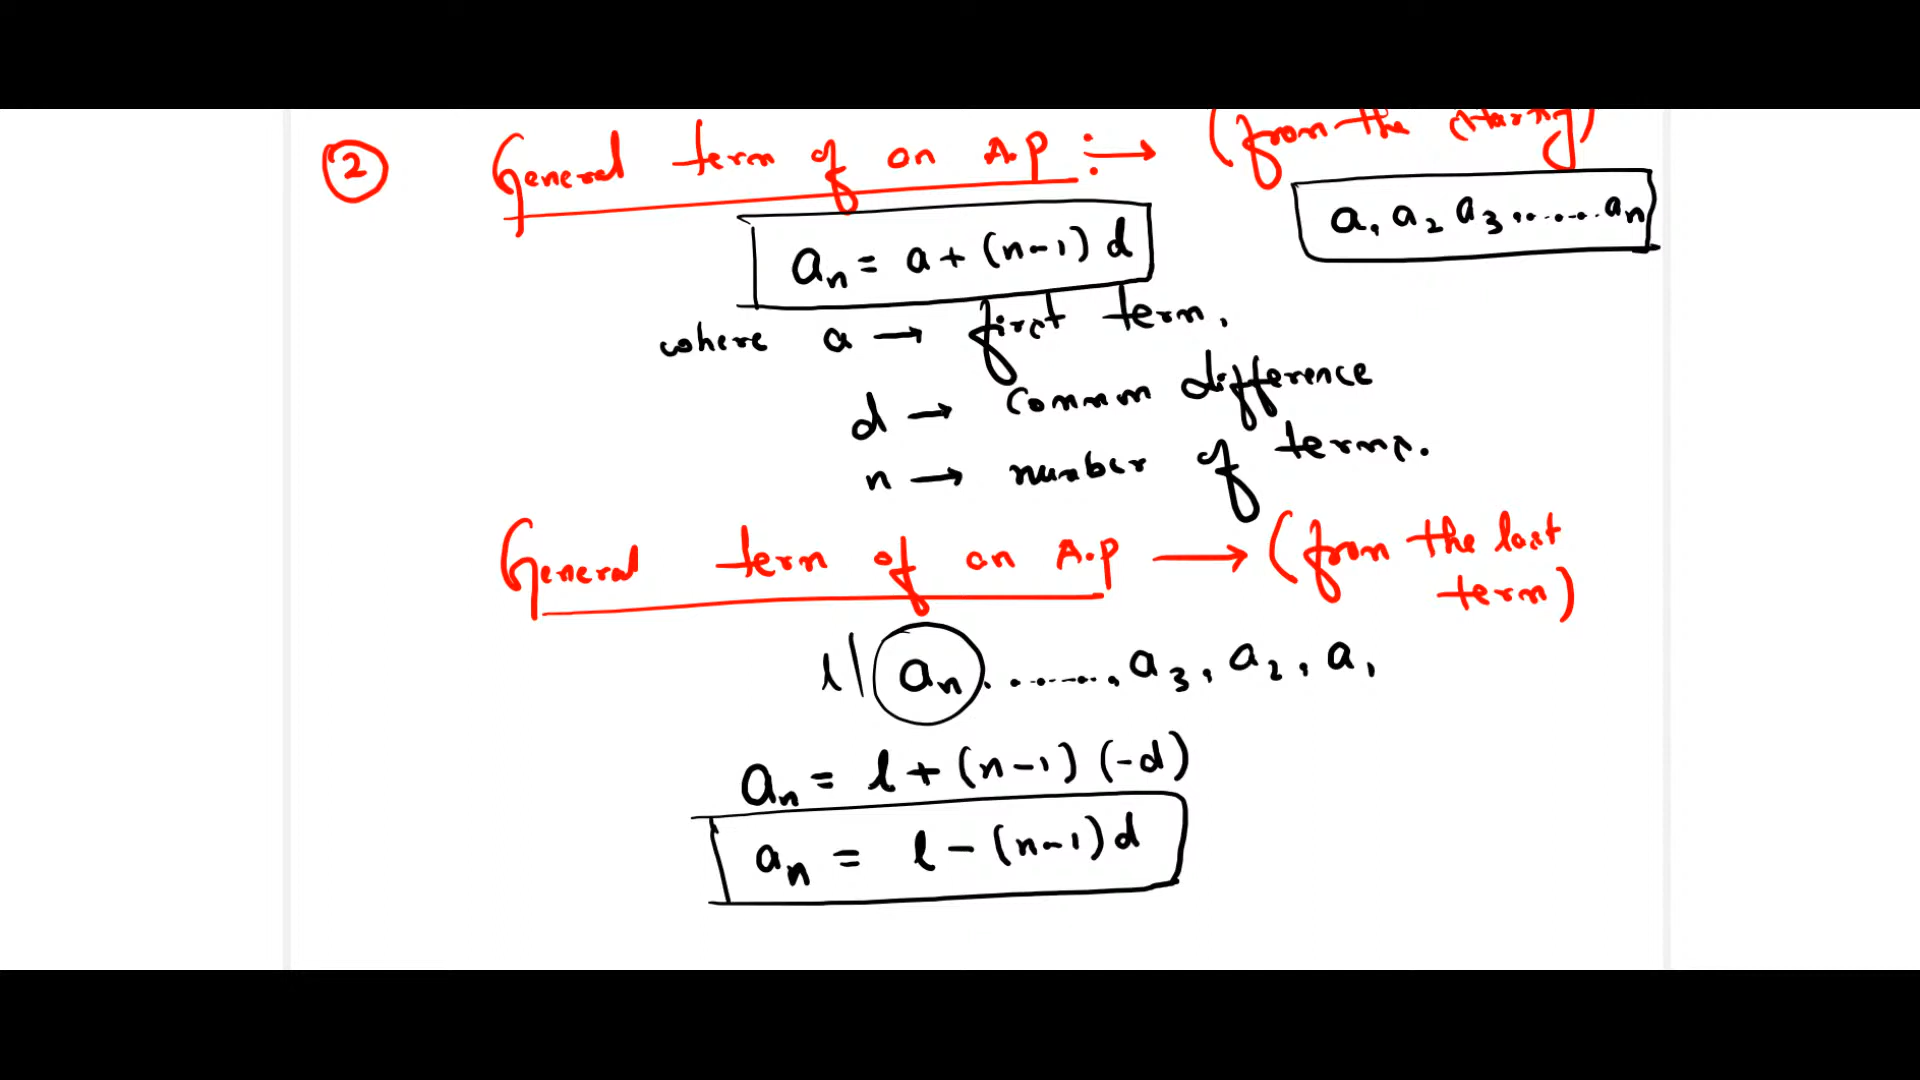 ② General term of an A.P :→ (from the
a₁ a₂ a₃ ....... aₙ
aₙ = a + (n-1) d
where a → first term.
d → common difference
n → number of terms.
General term of an A.P → (from the last
term)
l | aₙ ........ a₃, a₂, a₁
aₙ = l + (n-1) (-d)
aₙ = l - (n-1) d